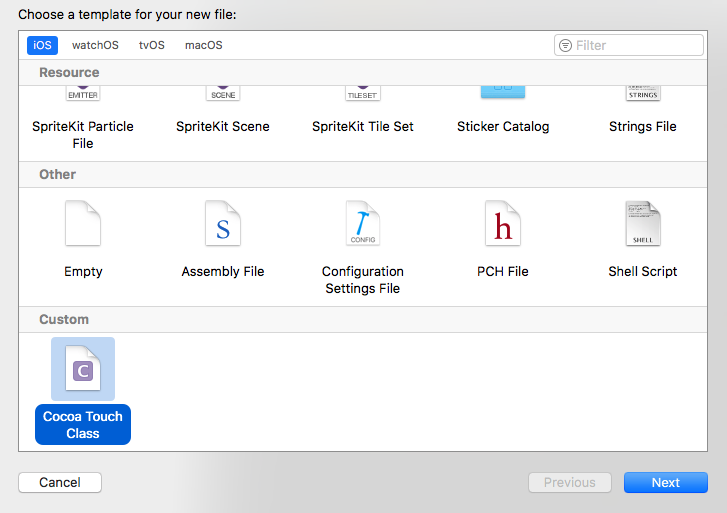 Choose a template for your new file:
iOS watchOS tvOS macOS Filter
Resource
EMITTER SCENE TILESET STRINGS
SpriteKit Particle File SpriteKit Scene SpriteKit Tile Set Sticker Catalog Strings File
Other
S CONFIG h SHELL
Empty Assembly File Configuration Settings File PCH File Shell Script
Custom
C
Cocoa Touch
Class
Cancel Previous Next